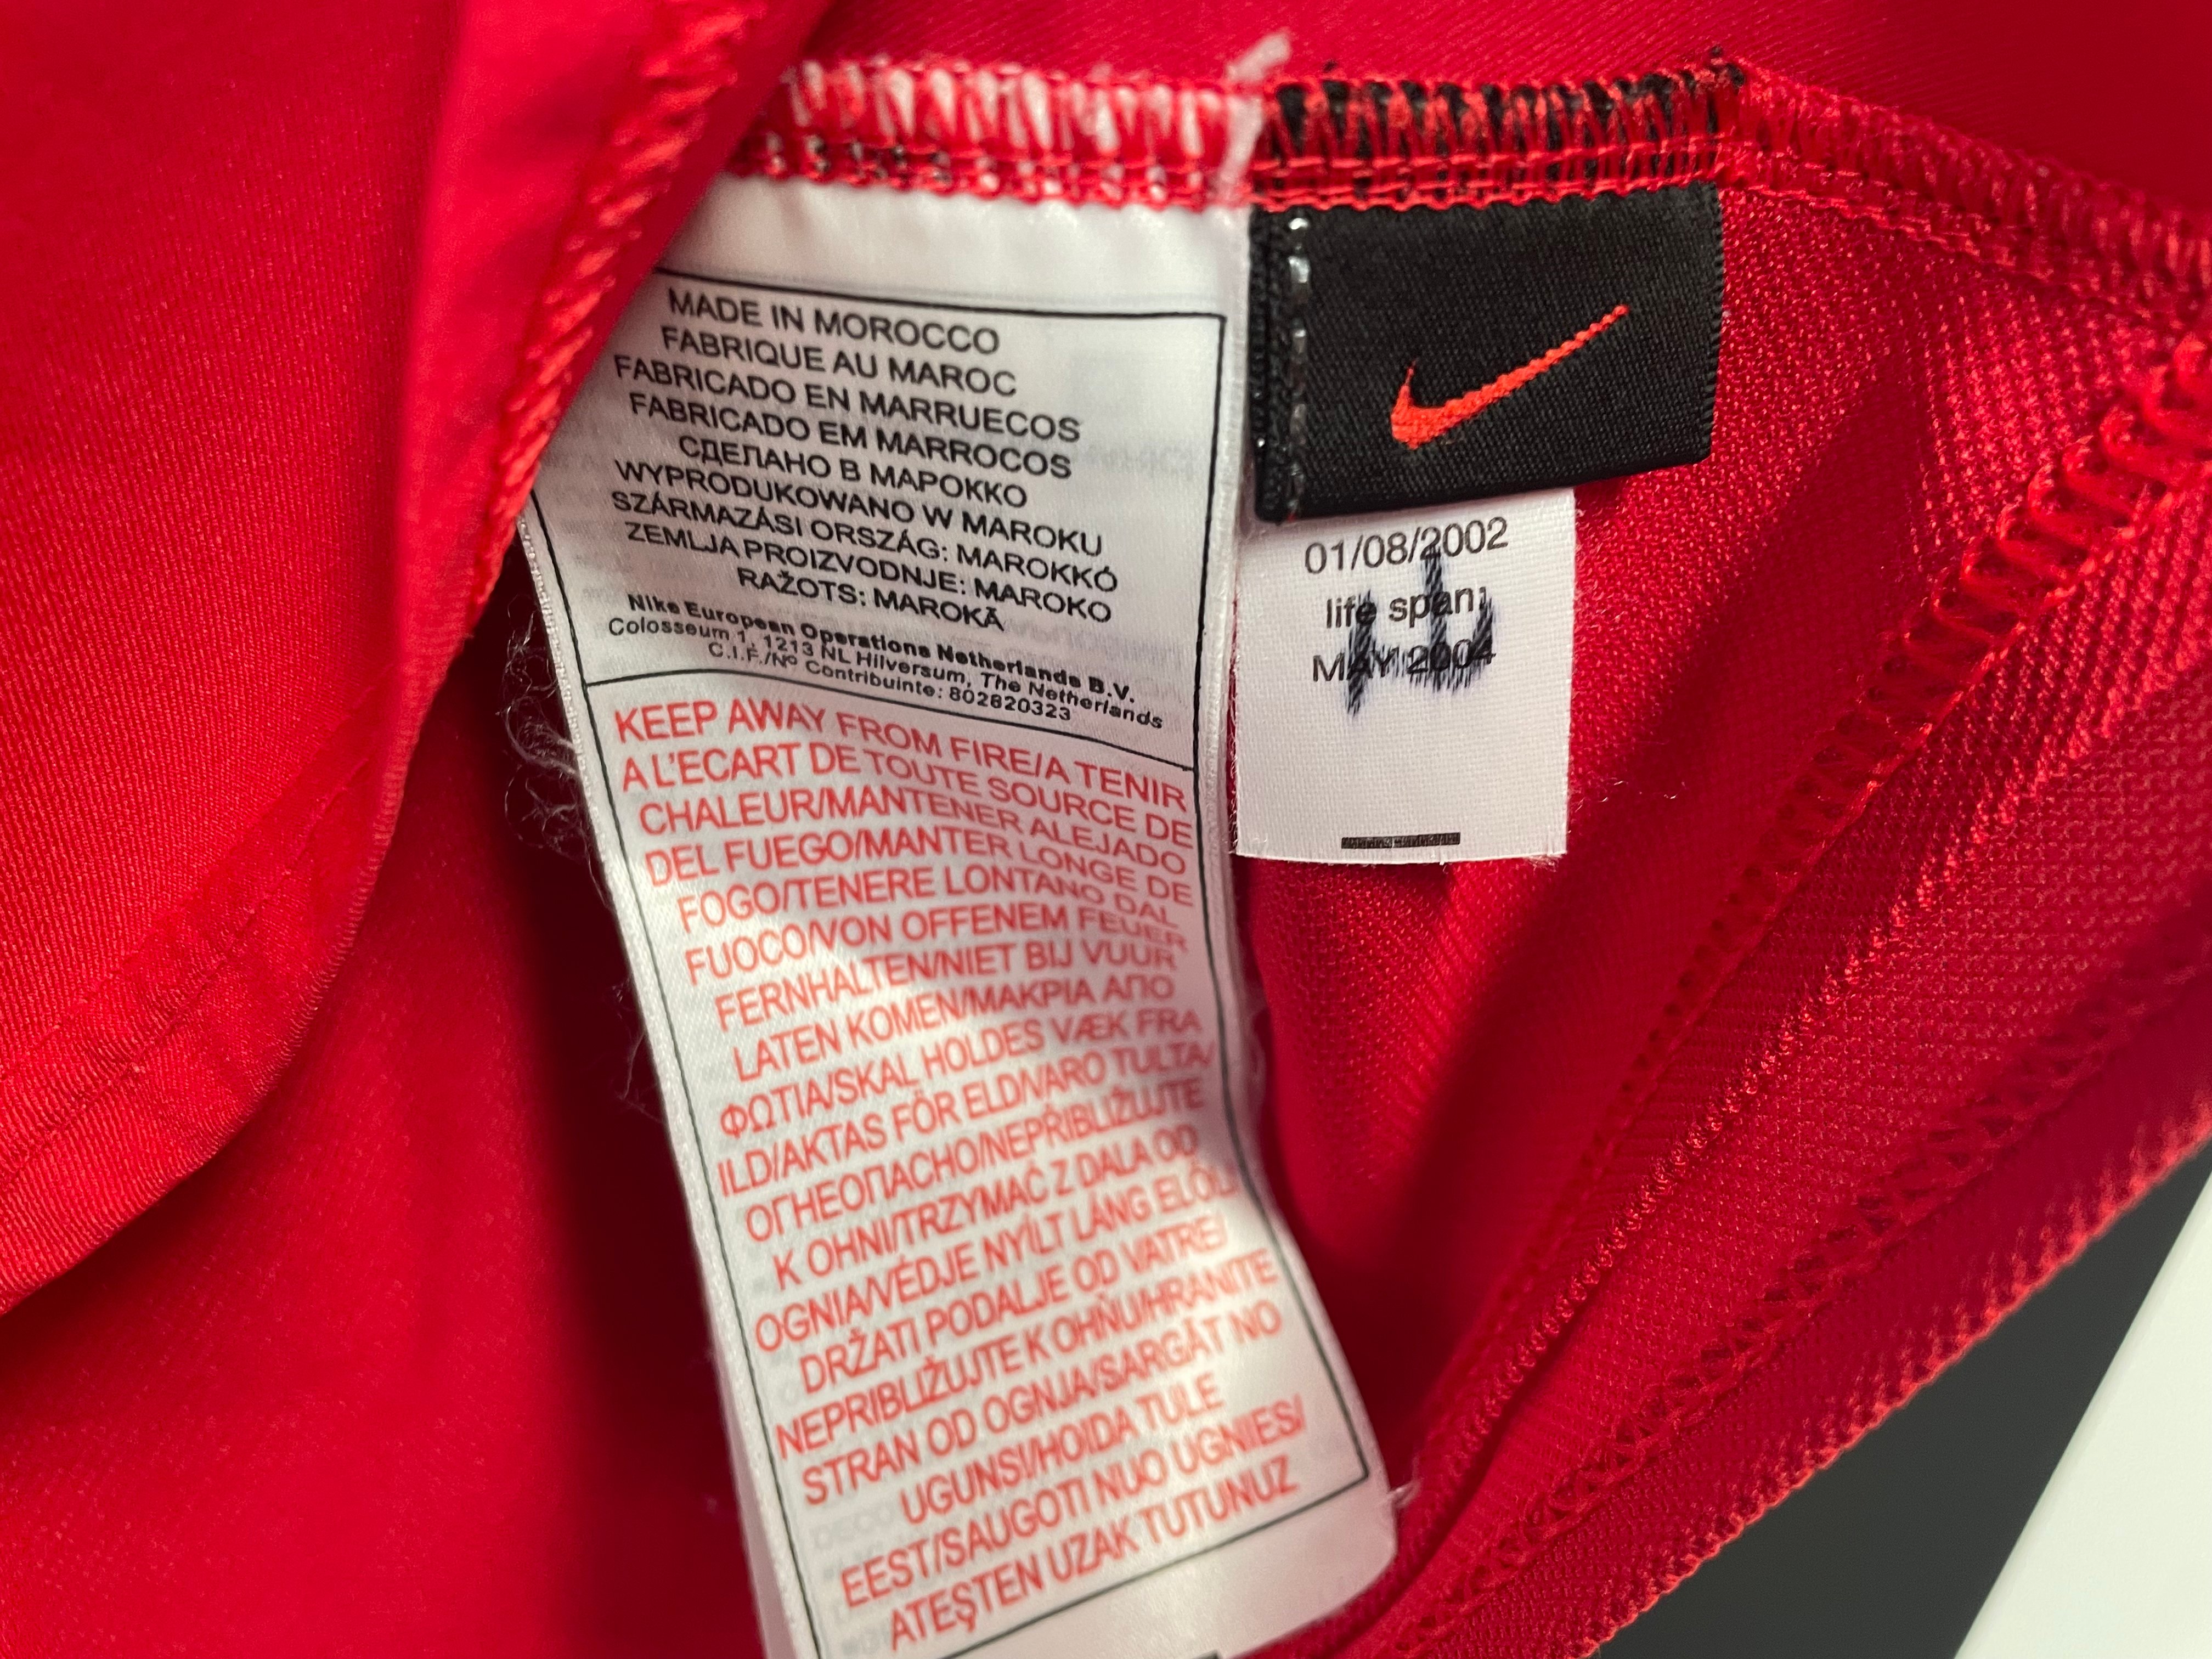 MADE IN MOROCCO
FABRIQUE AU MAROC
FABRICADO EN MARRUECOS
FABRICADO EM MARROCOS
СДЕЛАНО В МАРОККО
WYPRODUKOWANO W MAROKU
SZÁRMAZÁSI ORSZÁG: MAROKKÓ
ZEMLJA PROIZVODNJE: MAROKO
RAŽOTS: MAROKĀ
Nike European Operations Netherlands B.V.
Colosseum 1, 1213 NL Hilversum, The Netherlands
C.I.F./Nº Contribuinte: 802820323
KEEP AWAY FROM FIRE/A TENIR
A L'ECART DE TOUTE SOURCE DE
CHALEUR/MANTENER ALEJADO
DEL FUEGO/MANTER LONGE DE
FOGO/TENERE LONTANO DAL
FUOCO/VON OFFENEM FEUER
FERNHALTEN/NIET BIJ VUUR
LATEN KOMEN/ΜΑΚΡΙΑ ΑΠΟ
ΦΩΤΙΑ/SKAL HOLDES VÆK FRA
ILD/AKTAS FÖR ELD/VARO TULTA/
ОГНЕОПАСНО/NEPŘIBLIŽUJTE
K OHNI/TRZYMAĆ Z DALA OD
OGNIA/VÉDJE NYÍLT LÁNG ELŐL/
DRŽATI PODALJE OD VATRE/
NEPRIBLIŽUJTE K OHŇU/HRANITE
STRAN OD OGNJA/SARGĀT NO
UGUNS/HOIDA TULE
EEST/SAUGOTI NUO UGNIES/
ATEŞTEN UZAK TUTUNUZ
01/08/2002
life span:
MAY 2004